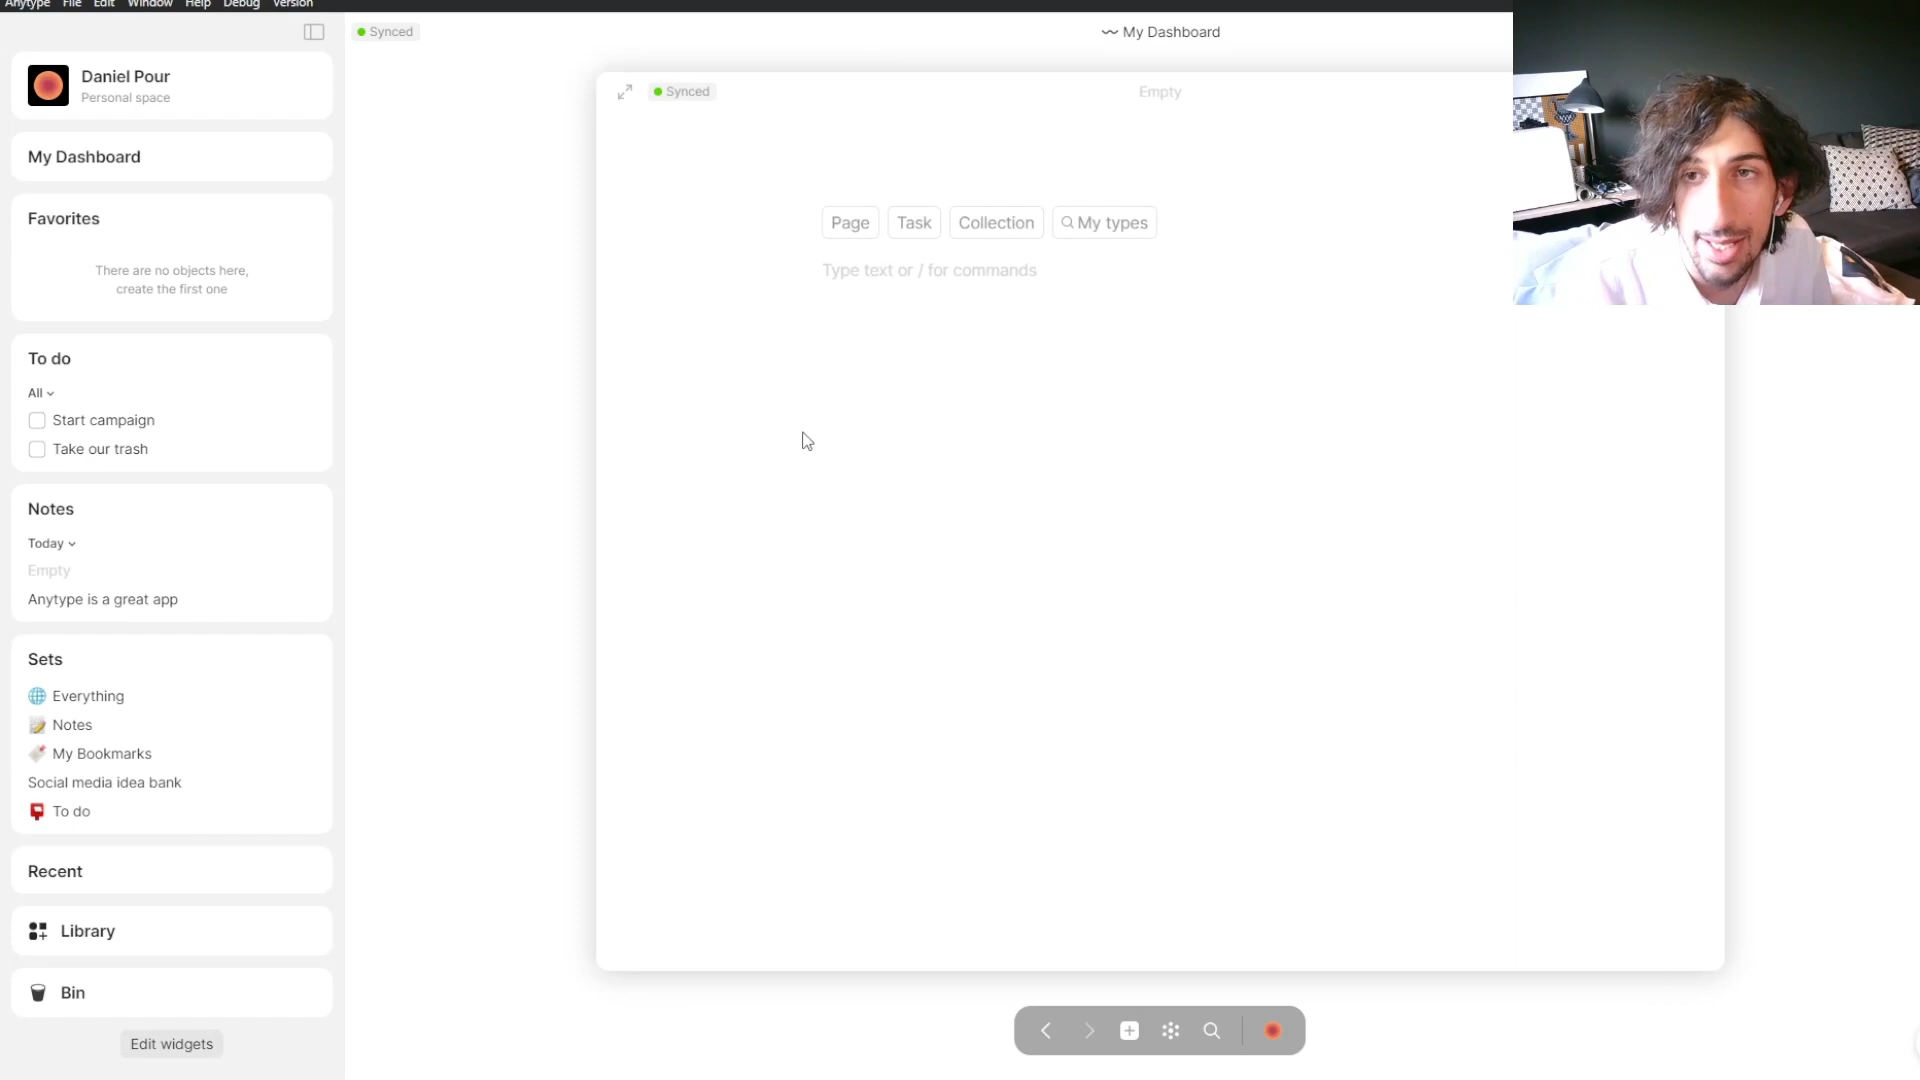 Anytype File Edit Window Help Debug Version
Synced
My Dashboard
Daniel Pour
Personal space
My Dashboard
Favorites
There are no objects here,
create the first one
To do
All
Start campaign
Take our trash
Notes
Today
Empty
Anytype is a great app
Sets
Everything
Notes
My Bookmarks
Social media idea bank
To do
Recent
Library
Bin
Edit widgets
Synced
Empty
Page Task Collection My types
Type text or / for commands